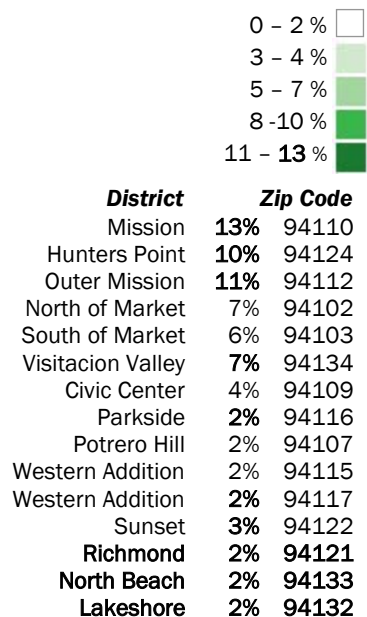 0 – 2 %
3 – 4 %
5 – 7 %
8 -10 %
11 – 13 %
District Zip Code
Mission 13% 94110
Hunters Point 10% 94124
Outer Mission 11% 94112
North of Market 7% 94102
South of Market 6% 94103
Visitacion Valley 7% 94134
Civic Center 4% 94109
Parkside 2% 94116
Potrero Hill 2% 94107
Western Addition 2% 94115
Western Addition 2% 94117
Sunset 3% 94122
Richmond 2% 94121
North Beach 2% 94133
Lakeshore 2% 94132